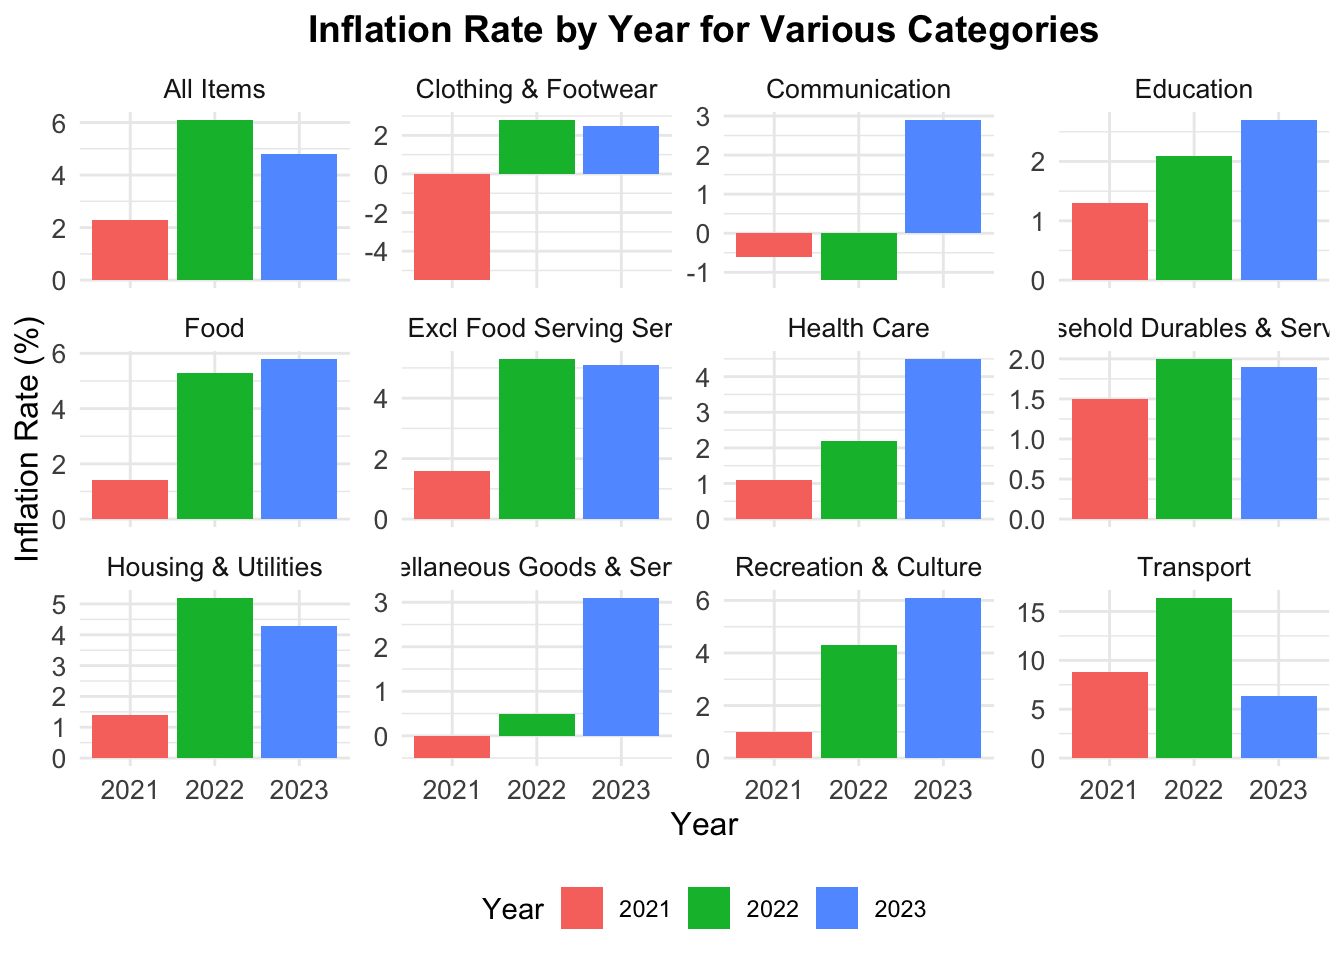 Inflation Rate by Year for Various Categories
All Items
Clothing & Footwear
Communication
Education
6
4
2
0
2
0
-2
-4
3
2
1
0
-1
2
1
0
Inflation Rate (%)
Food
Excl Food Serving Ser
Health Care
sehold Durables & Serv
6
4
2
0
4
2
0
4
3
2
1
0
2.0
1.5
1.0
0.5
0.0
Housing & Utilities
ellaneous Goods & Ser
Recreation & Culture
Transport
5
4
3
2
1
0
3
2
1
0
6
4
2
0
15
10
5
0
2021 2022 2023
2021 2022 2023
2021 2022 2023
2021 2022 2023
Year
Year 2021 2022 2023